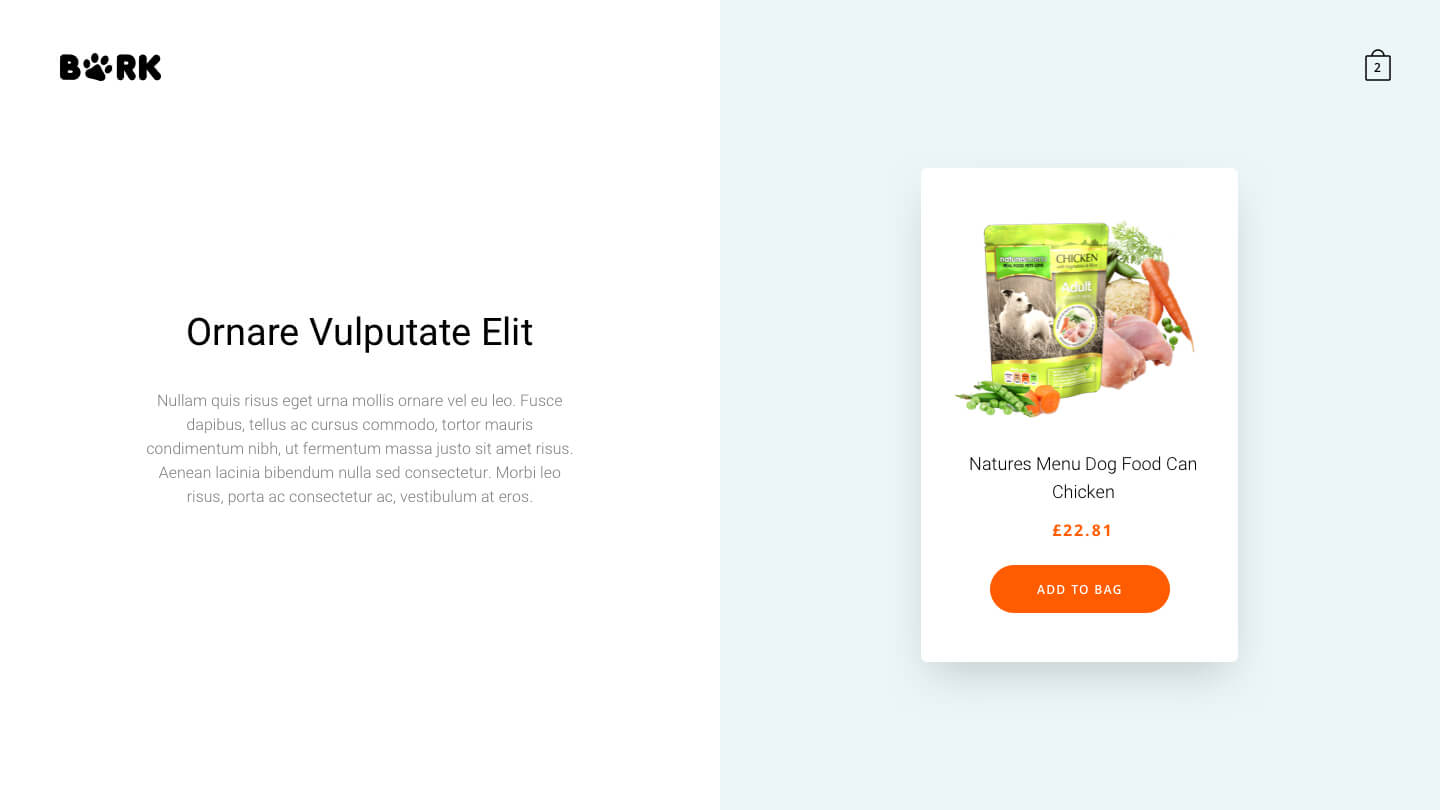 BARK
2
Ornare Vulputate Elit
Nullam quis risus eget urna mollis ornare vel eu leo. Fusce
dapibus, tellus ac cursus commodo, tortor mauris
condimentum nibh, ut fermentum massa justo sit amet risus.
Aenean lacinia bibendum nulla sed consectetur. Morbi leo
risus, porta ac consectetur ac, vestibulum at eros.
CHICKEN
Adult
Natures Menu Dog Food Can
Chicken
£22.81
ADD TO BAG